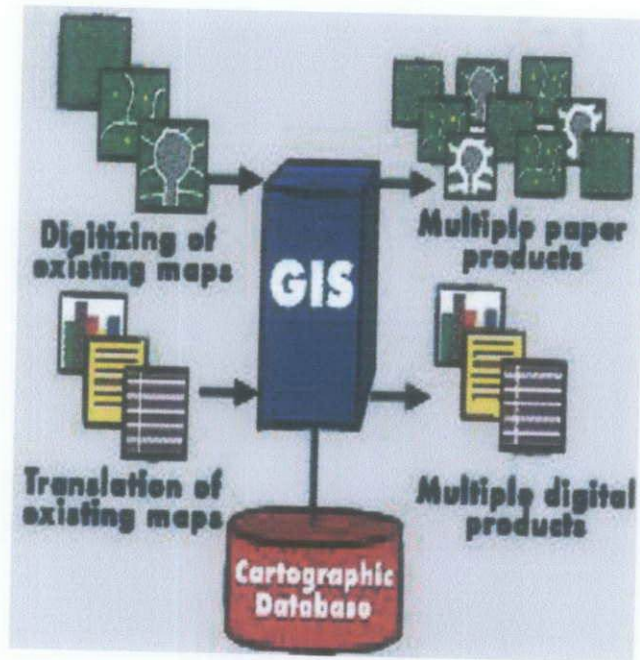 Digitizing of
existing maps
Multiple paper
products
GIS
Translation of
existing maps
Multiple digital
products
Cartographic
Database